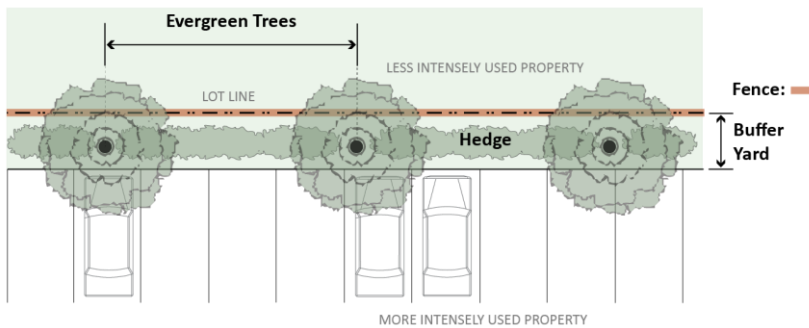 Evergreen Trees
LESS INTENSELY USED PROPERTY
LOT LINE
Fence:
Hedge
Buffer
Yard
MORE INTENSELY USED PROPERTY